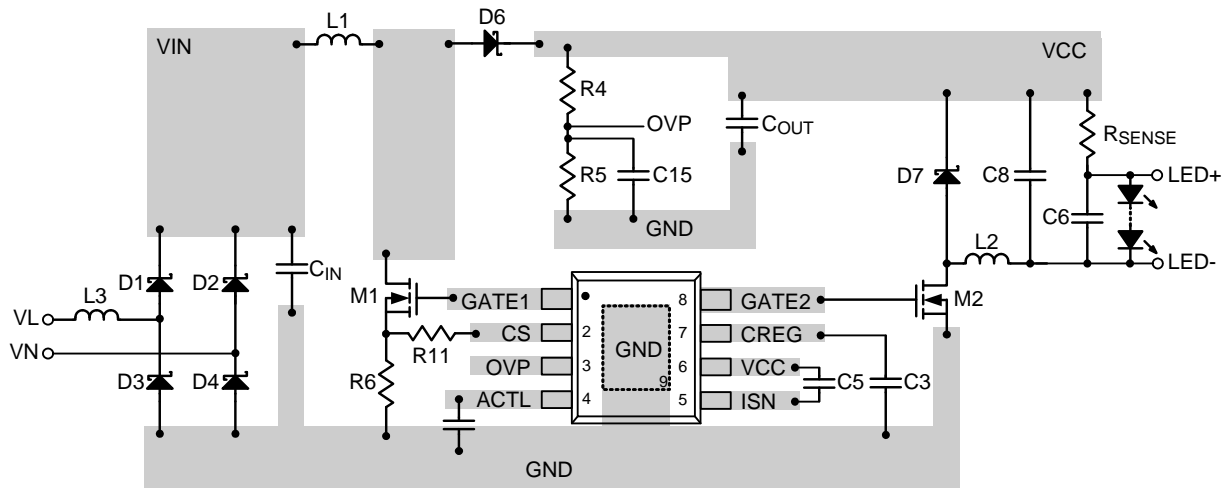 L1
D6
VIN
VCC
R4
OVP
COUT
RSENSE
R5
C15
D7
C8
LED+
C6
GND
L2
LED-
D1
D2
CIN
L3
M1
GATE1
8
GATE2
M2
VL
2
CS
7
CREG
VN
R11
GND
D3
D4
R6
OVP
3
6
VCC
C5
C3
9
ACTL
4
5
ISN
GND